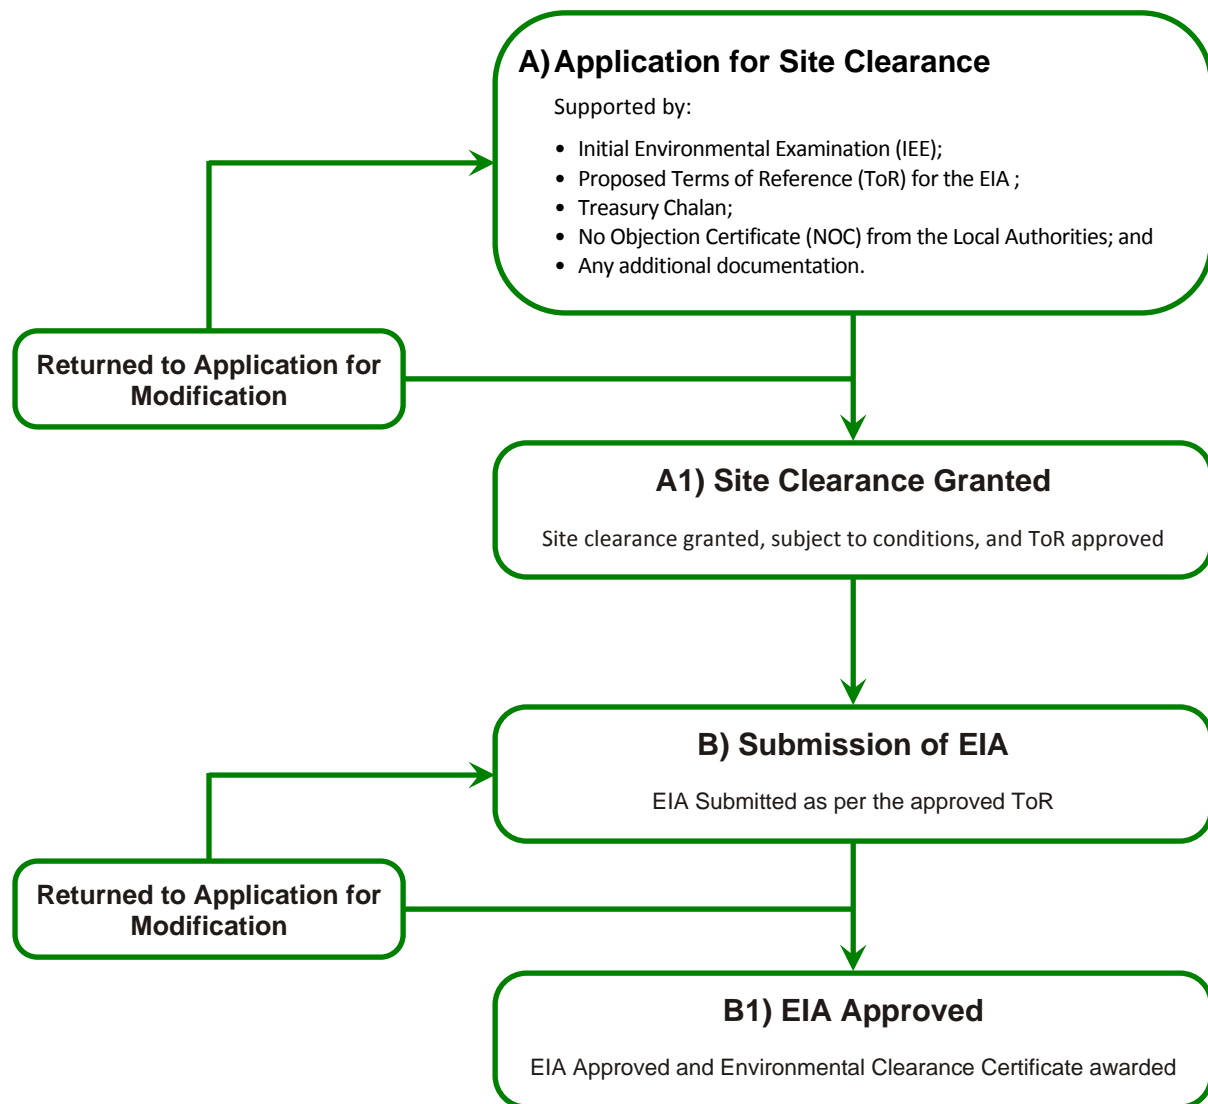 A) Application for Site Clearance
Supported by:
• Initial Environmental Examination (IEE);
• Proposed Terms of Reference (ToR) for the EIA ;
• Treasury Chalan;
• No Objection Certificate (NOC) from the Local Authorities; and
• Any additional documentation.
Returned to Application for
Modification
A1) Site Clearance Granted
Site clearance granted, subject to conditions, and ToR approved
B) Submission of EIA
EIA Submitted as per the approved ToR
Returned to Application for
Modification
B1) EIA Approved
EIA Approved and Environmental Clearance Certificate awarded